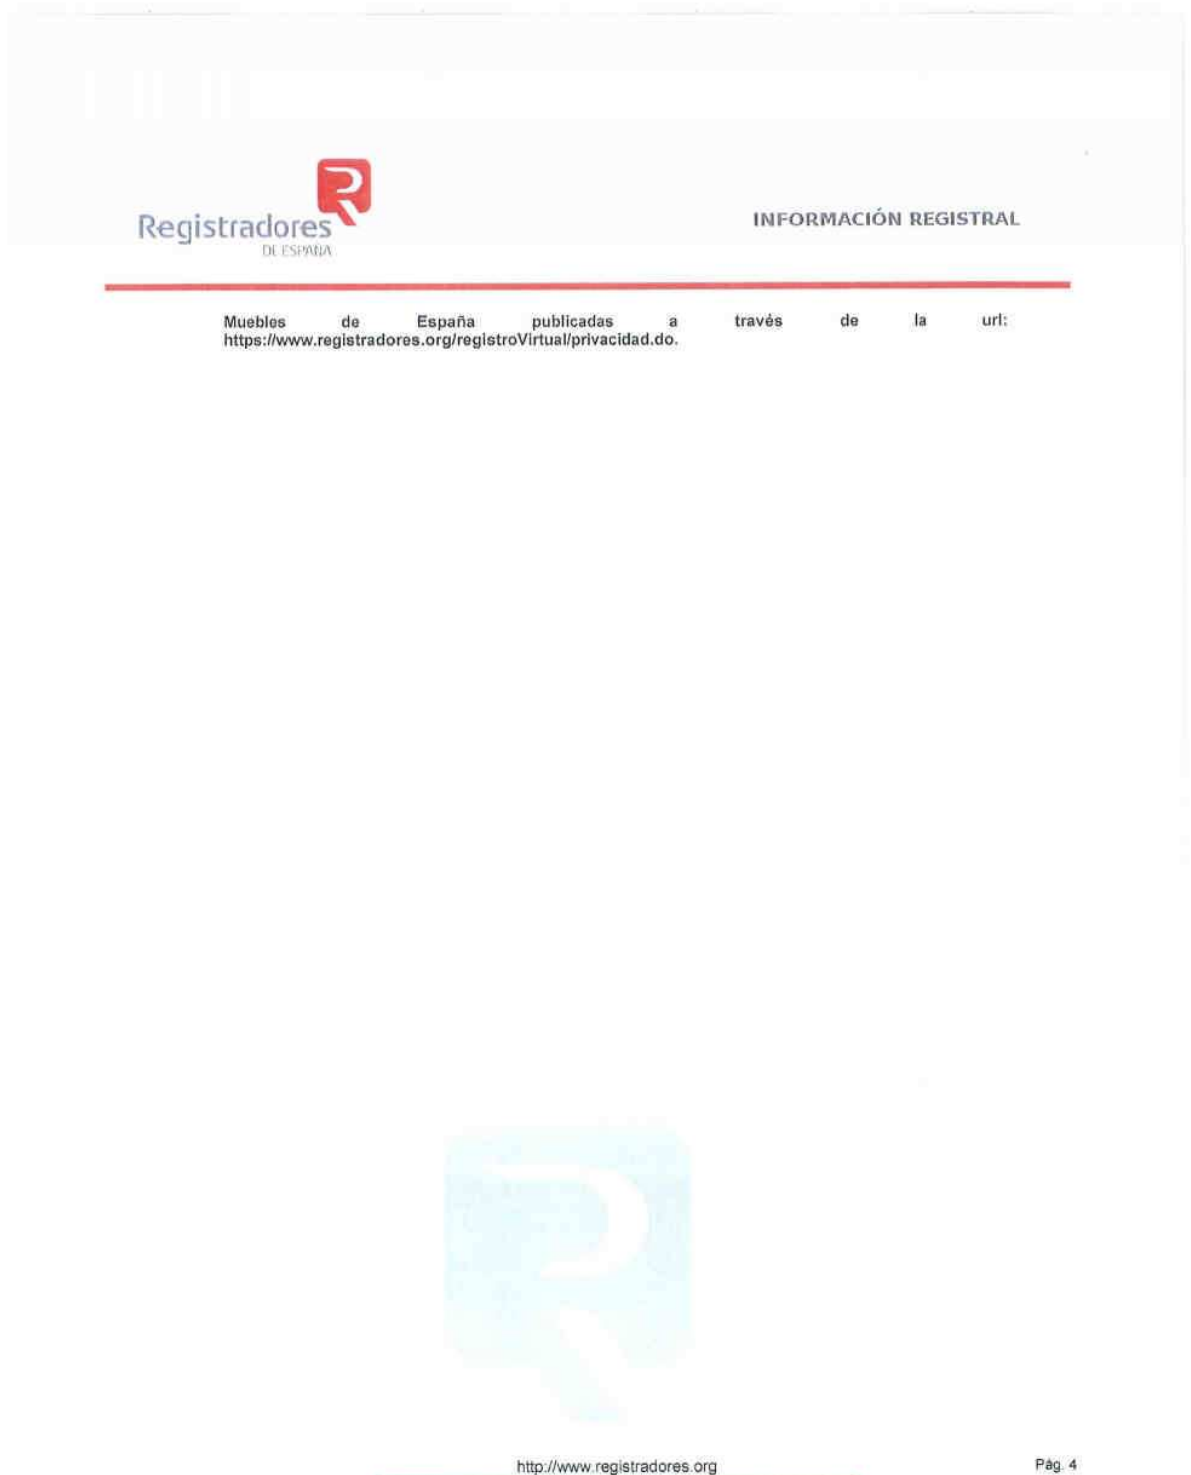 Registradores
DE ESPAÑA
INFORMACIÓN REGISTRAL
Muebles de España publicadas a través de la url:
https://www.registradores.org/registroVirtual/privacidad.do.
http://www.registradores.org
Pág. 4